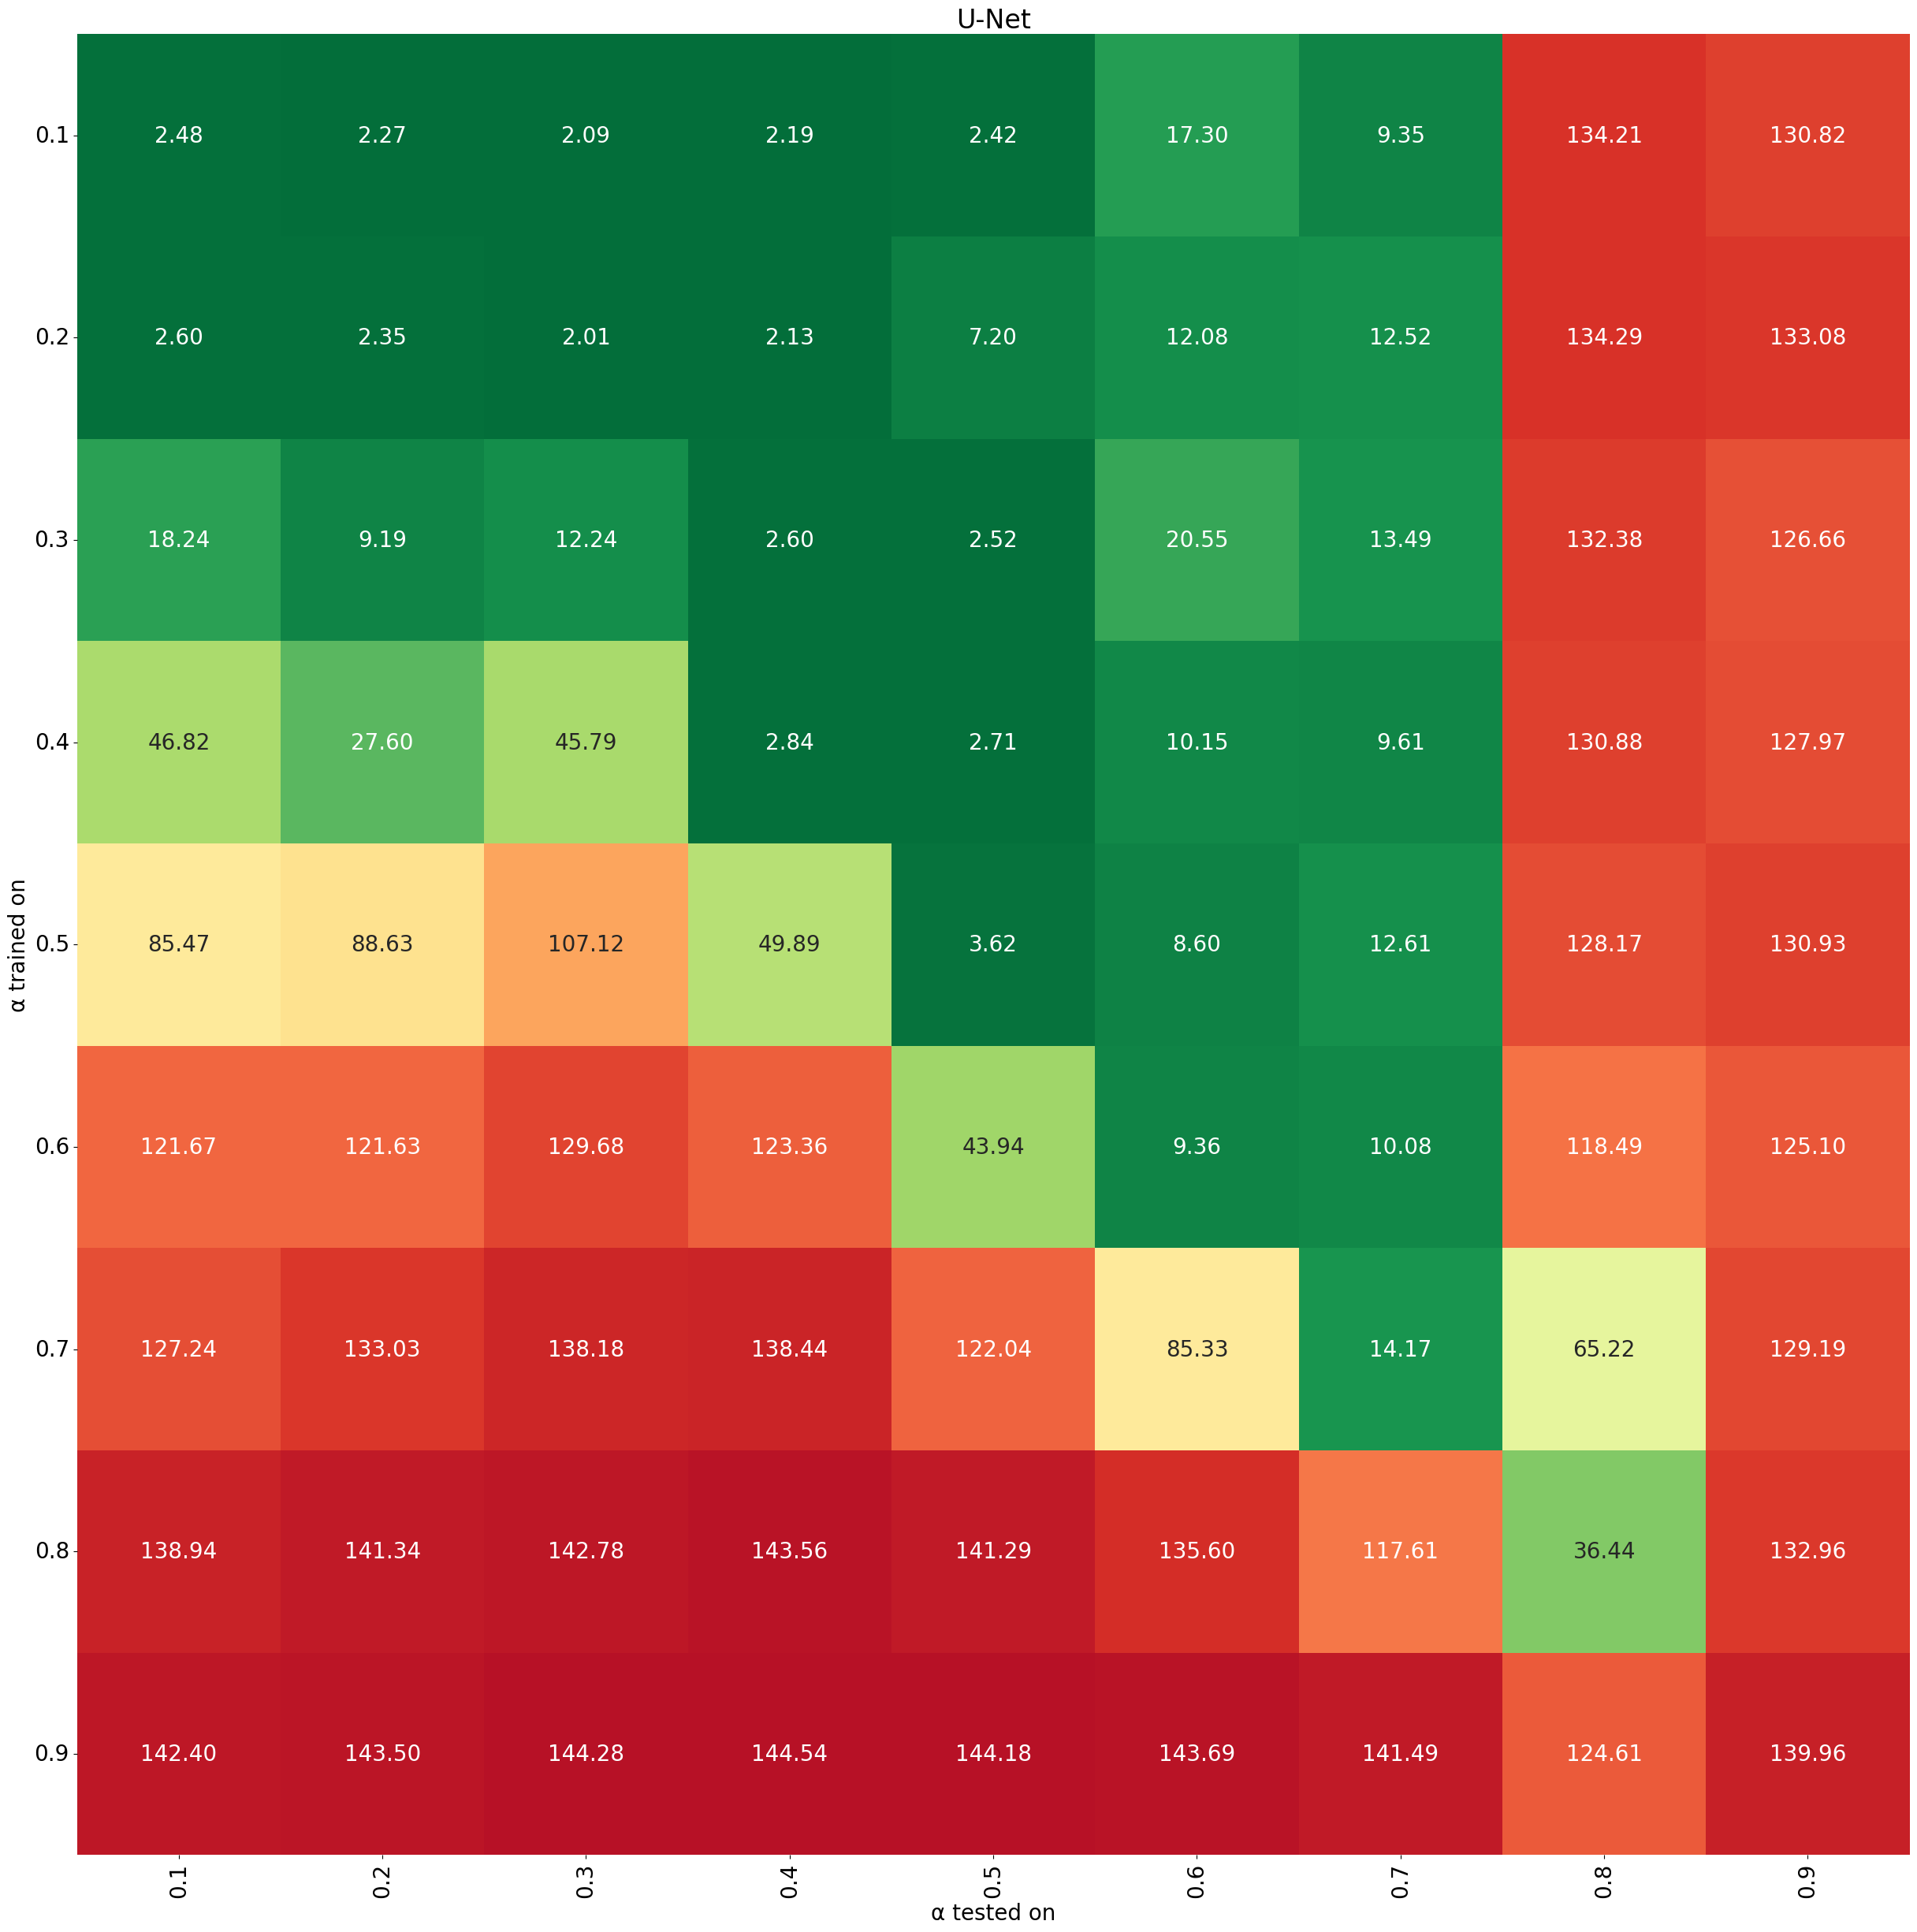 U-Net
0.1 2.48 2.27 2.09 2.19 2.42 17.30 9.35 134.21 130.82
0.2 2.60 2.35 2.01 2.13 7.20 12.08 12.52 134.29 133.08
0.3 18.24 9.19 12.24 2.60 2.52 20.55 13.49 132.38 126.66
0.4 46.82 27.60 45.79 2.84 2.71 10.15 9.61 130.88 127.97
α trained on
0.5 85.47 88.63 107.12 49.89 3.62 8.60 12.61 128.17 130.93
0.6 121.67 121.63 129.68 123.36 43.94 9.36 10.08 118.49 125.10
0.7 127.24 133.03 138.18 138.44 122.04 85.33 14.17 65.22 129.19
0.8 138.94 141.34 142.78 143.56 141.29 135.60 117.61 36.44 132.96
0.9 142.40 143.50 144.28 144.54 144.18 143.69 141.49 124.61 139.96
0.1 0.2 0.3 0.4 0.5 0.6 0.7 0.8 0.9
α tested on